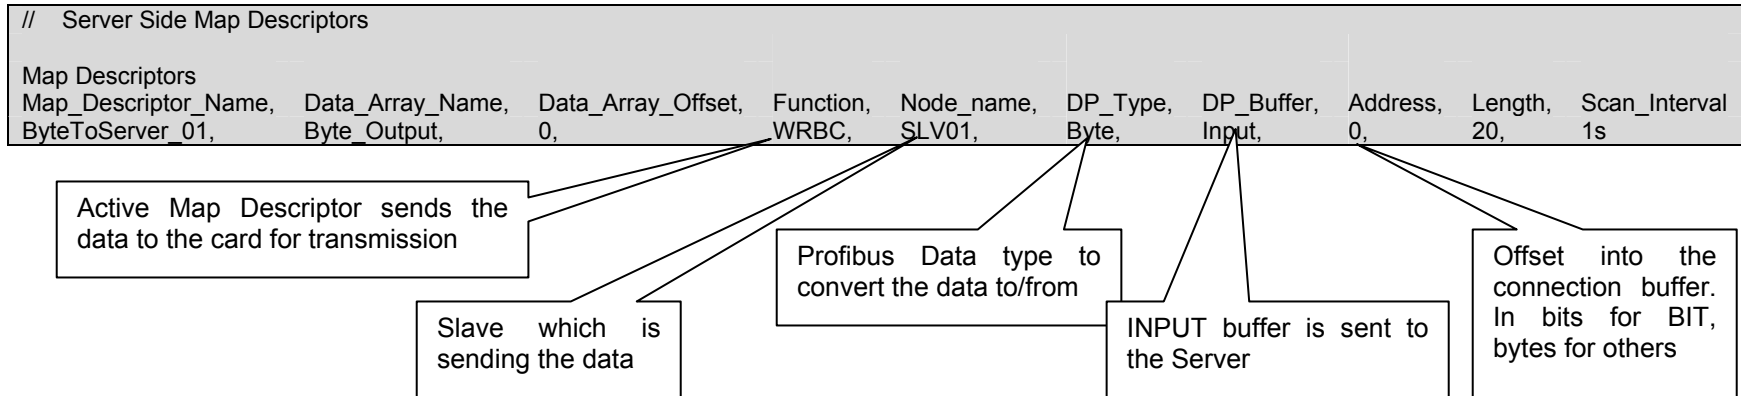 // Server Side Map Descriptors
Map Descriptors
Map_Descriptor_Name, Data_Array_Name, Data_Array_Offset, Function, Node_name, DP_Type, DP_Buffer, Address, Length, Scan_Interval
ByteToServer_01, Byte_Output, 0, WRBC, SLV01, Byte, Input, 0, 20, 1s
Active Map Descriptor sends the
data to the card for transmission
Slave which is
sending the data
Profibus Data type to
convert the data to/from
INPUT buffer is sent to
the Server
Offset into the
connection buffer.
In bits for BIT,
bytes for others